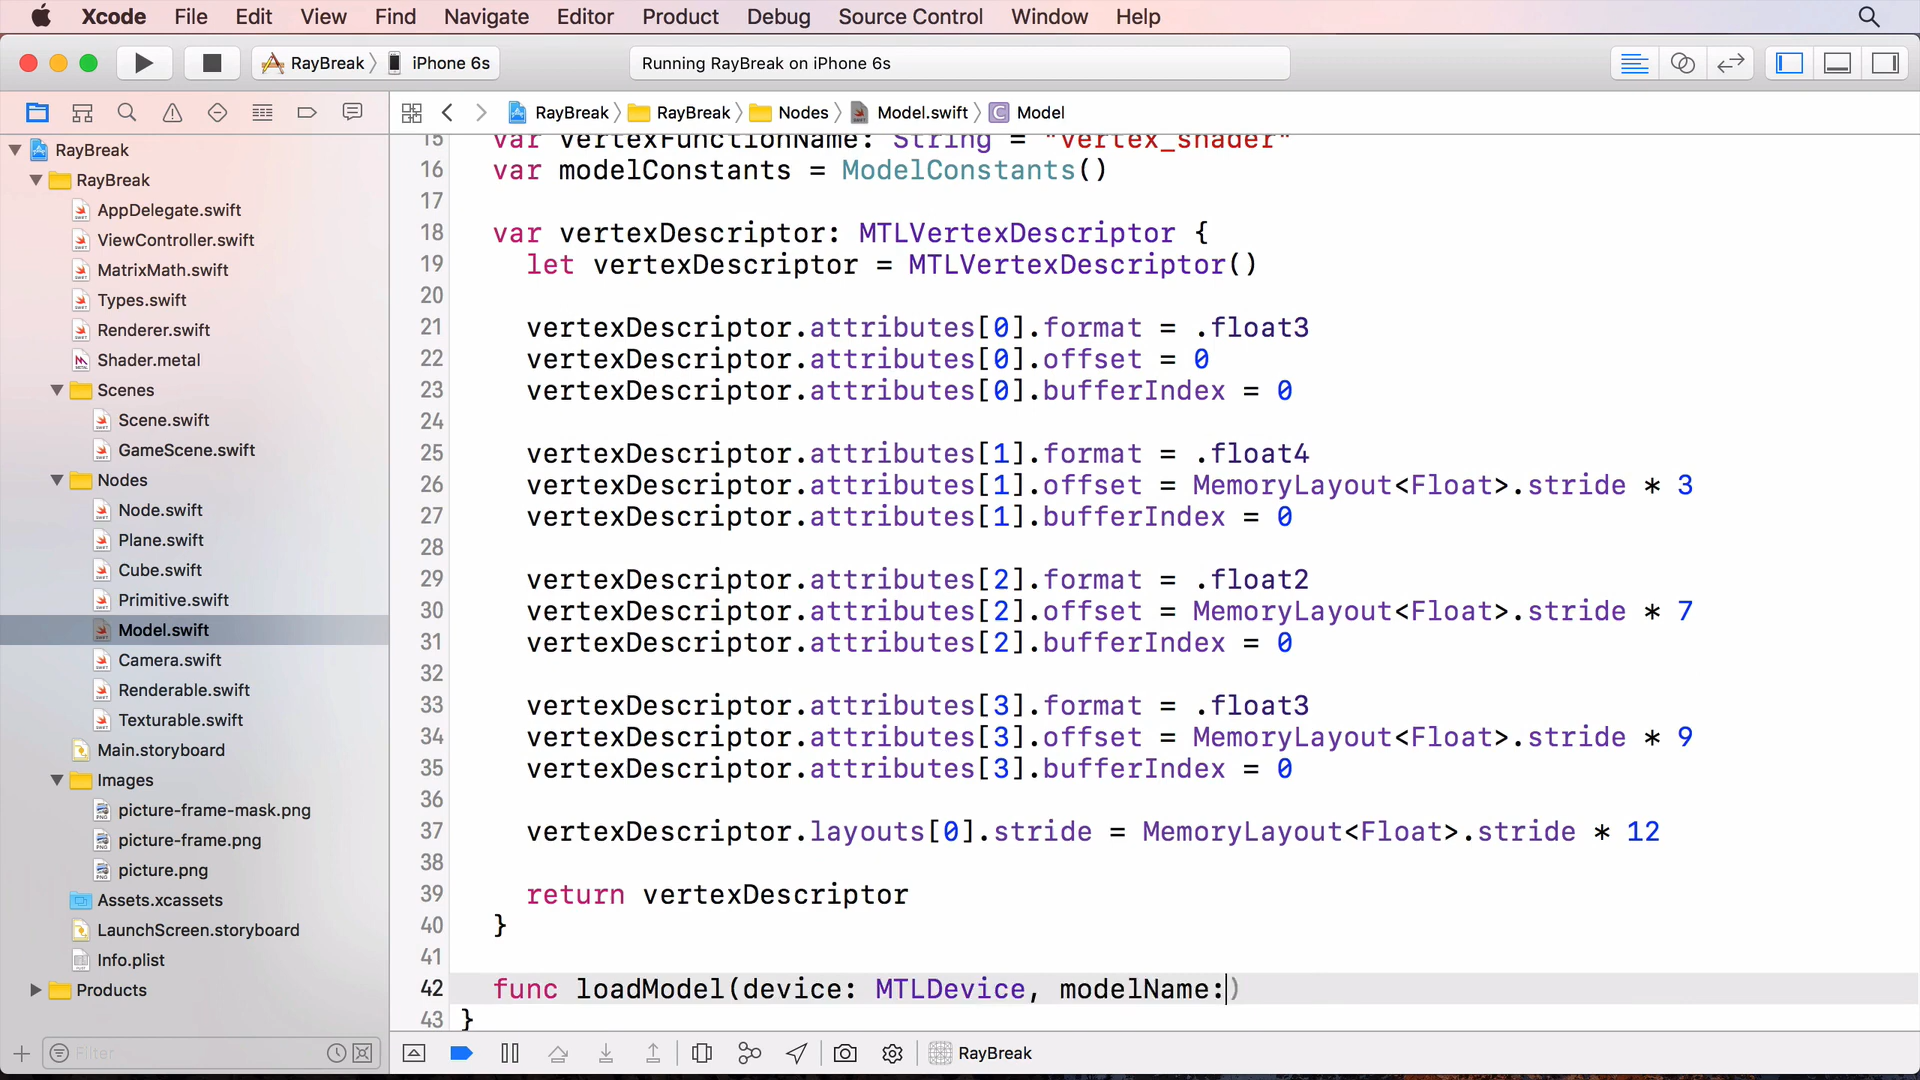 Xcode File Edit View Find Navigate Editor Product Debug Source Control Window Help
RayBreak iPhone 6s Running RayBreak on iPhone 6s
RayBreak RayBreak Nodes Model.swift C Model
RayBreak
RayBreak
AppDelegate.swift
ViewController.swift
MatrixMath.swift
Types.swift
Renderer.swift
Shader.metal
Scenes
Scene.swift
GameScene.swift
Nodes
Node.swift
Plane.swift
Cube.swift
Primitive.swift
Model.swift
Camera.swift
Renderable.swift
Texturable.swift
Main.storyboard
Images
picture-frame-mask.png
picture-frame.png
picture.png
Assets.xcassets
LaunchScreen.storyboard
Info.plist
Products
Filter
15 var vertexFunctionName: String = "vertex_shader"
16 var modelConstants = ModelConstants()
17
18 var vertexDescriptor: MTLVertexDescriptor {
19 let vertexDescriptor = MTLVertexDescriptor()
20
21 vertexDescriptor.attributes[0].format = .float3
22 vertexDescriptor.attributes[0].offset = 0
23 vertexDescriptor.attributes[0].bufferIndex = 0
24
25 vertexDescriptor.attributes[1].format = .float4
26 vertexDescriptor.attributes[1].offset = MemoryLayout<Float>.stride * 3
27 vertexDescriptor.attributes[1].bufferIndex = 0
28
29 vertexDescriptor.attributes[2].format = .float2
30 vertexDescriptor.attributes[2].offset = MemoryLayout<Float>.stride * 7
31 vertexDescriptor.attributes[2].bufferIndex = 0
32
33 vertexDescriptor.attributes[3].format = .float3
34 vertexDescriptor.attributes[3].offset = MemoryLayout<Float>.stride * 9
35 vertexDescriptor.attributes[3].bufferIndex = 0
36
37 vertexDescriptor.layouts[0].stride = MemoryLayout<Float>.stride * 12
38
39 return vertexDescriptor
40 }
41
42 func loadModel(device: MTLDevice, modelName:)
43 }
RayBreak